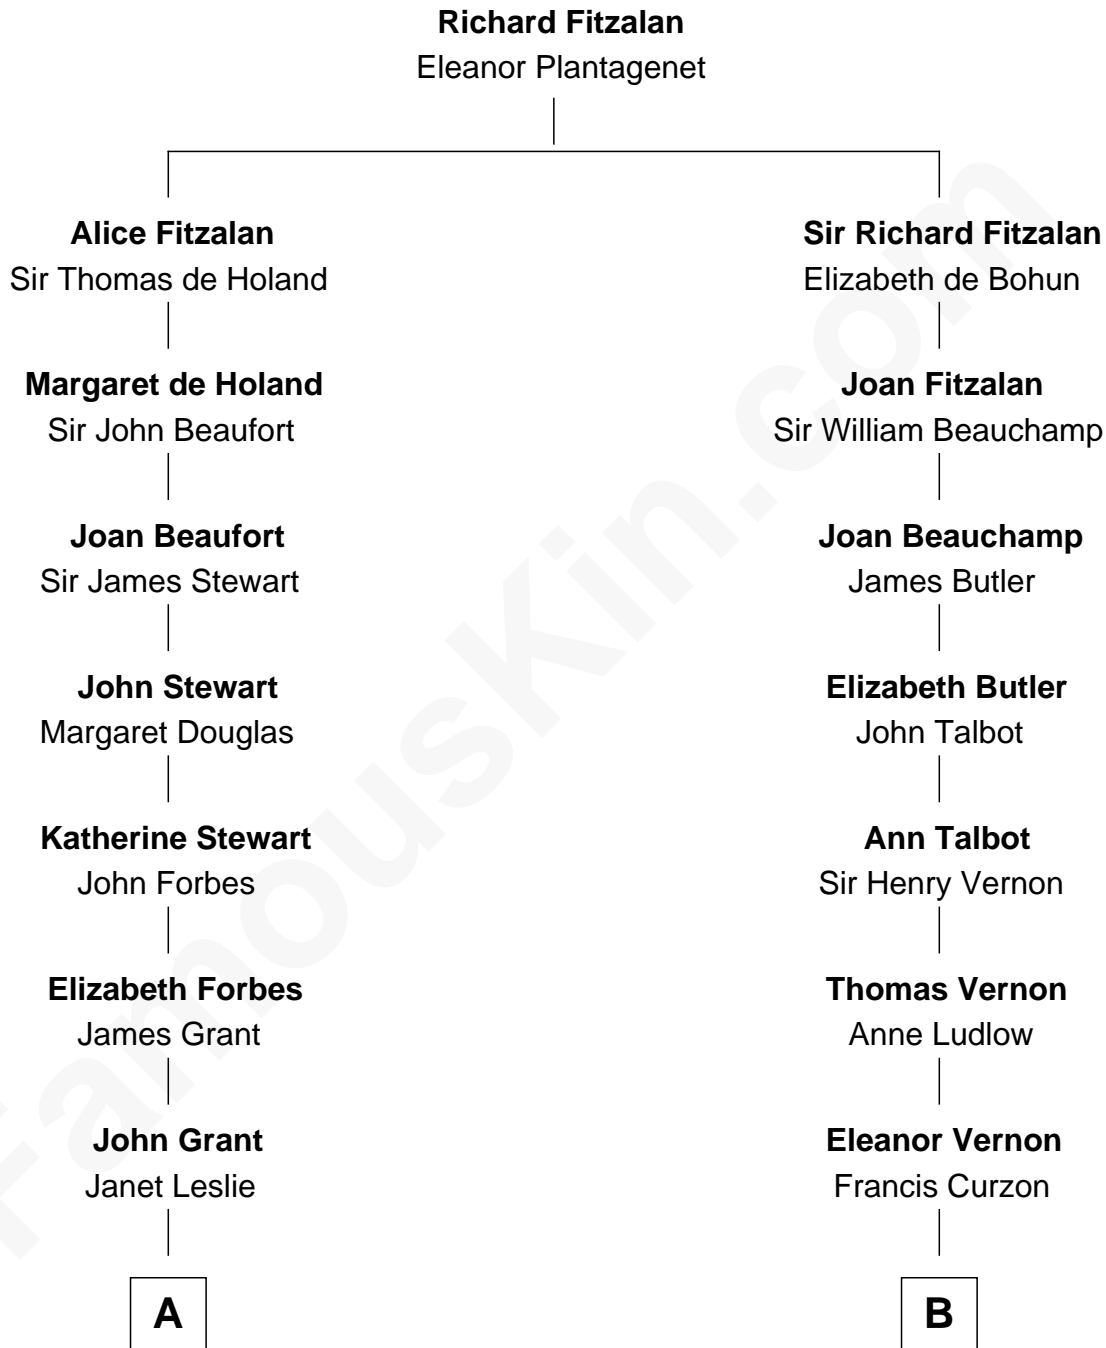 Richard Fitzalan
Eleanor Plantagenet
Alice Fitzalan
Sir Thomas de Holand
Sir Richard Fitzalan
Elizabeth de Bohun
Margaret de Holand
Sir John Beaufort
Joan Fitzalan
Sir William Beauchamp
Joan Beaufort
Sir James Stewart
Joan Beauchamp
James Butler
John Stewart
Margaret Douglas
Elizabeth Butler
John Talbot
Katherine Stewart
John Forbes
Ann Talbot
Sir Henry Vernon
Elizabeth Forbes
James Grant
Thomas Vernon
Anne Ludlow
John Grant
Janet Leslie
Eleanor Vernon
Francis Curzon
A
B
FamousKin.com